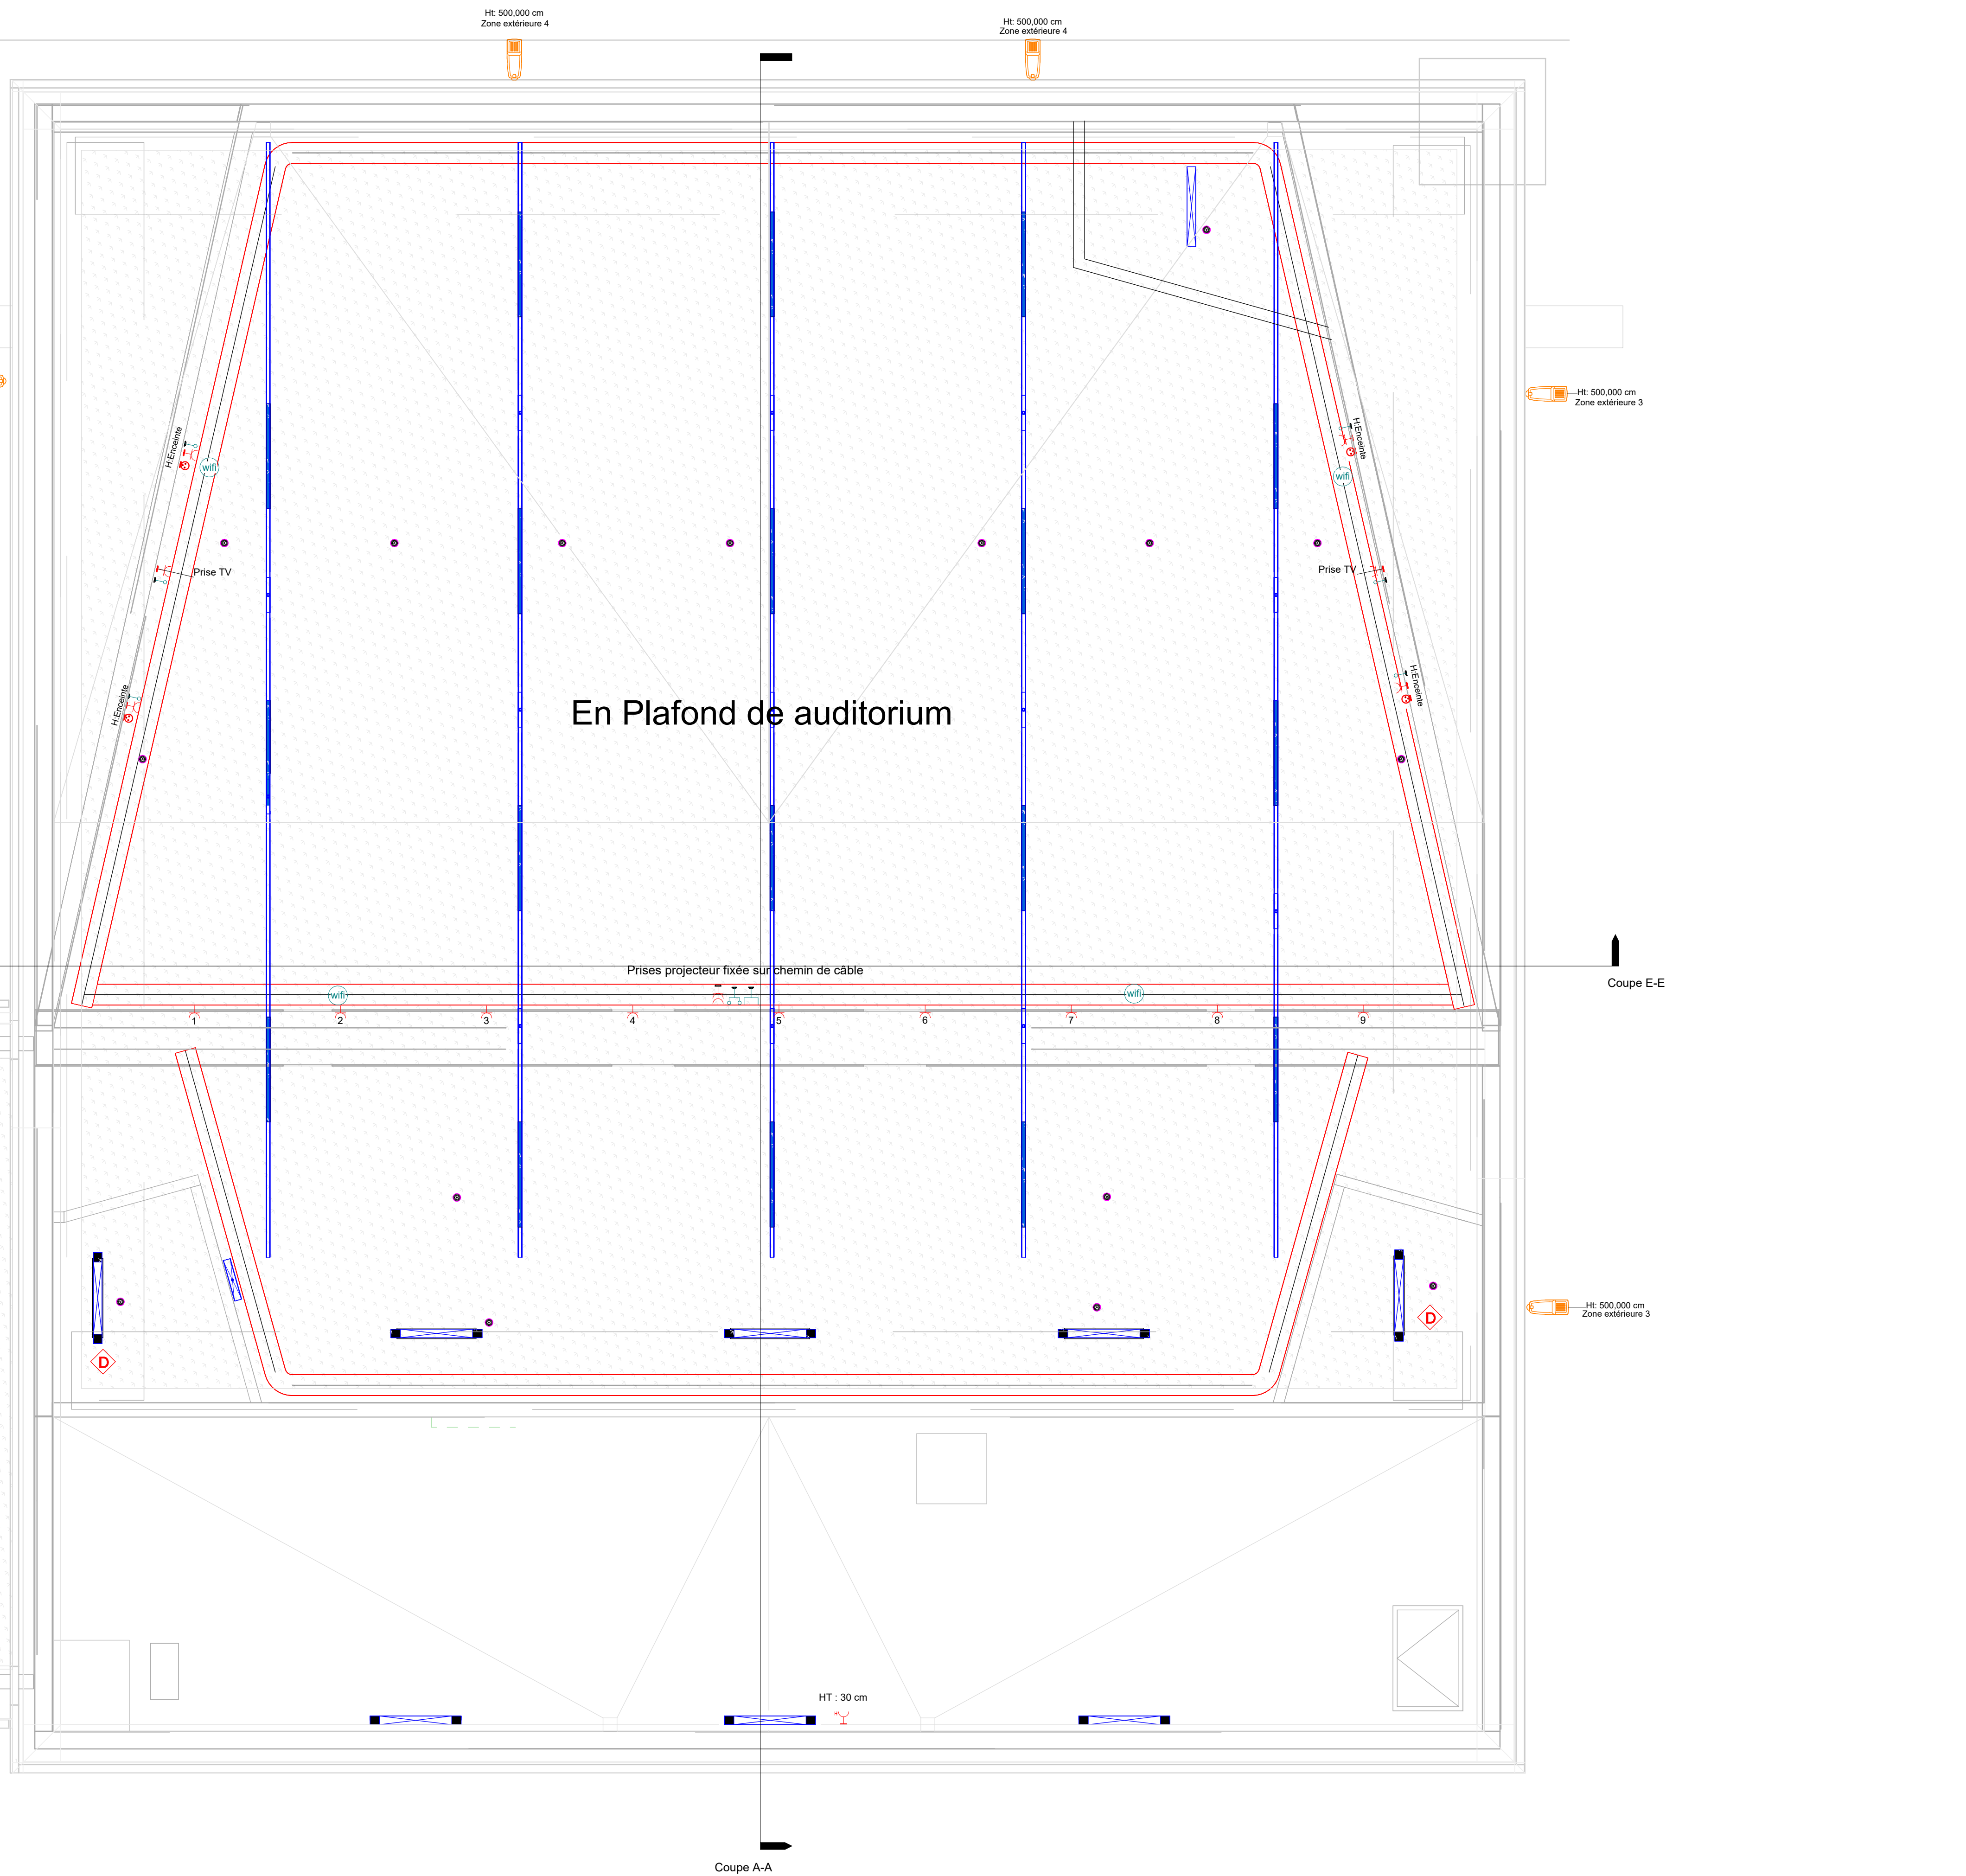 Ht: 500,000 cm
Zone extérieure 4
Ht: 500,000 cm
Zone extérieure 4
Ht: 500,000 cm
Zone extérieure 3
H:Enceinte
wifi
H:Enceinte
wifi
Prise TV
Prise TV
H:Enceinte
H:Enceinte
En Plafond de auditorium
Prises projecteur fixée sur chemin de câble
Coupe E-E
wifi
wifi
1
2
3
4
5
6
7
8
9
Ht: 500,000 cm
Zone extérieure 3
D
D
HT : 30 cm
Coupe A-A